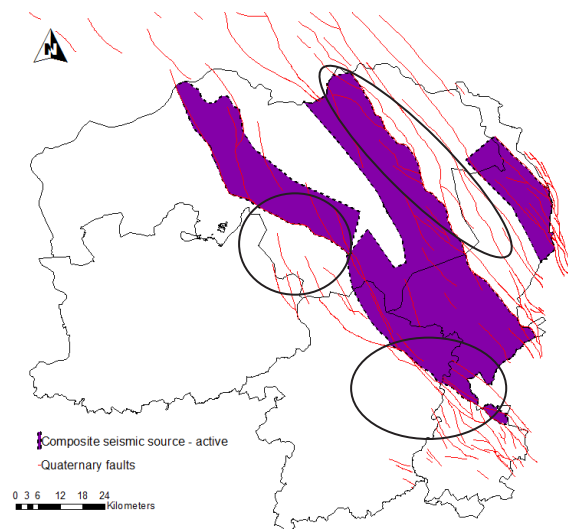 N
Composite seismic source - active
Quaternary faults
0 3 6 12 18 24
Kilometers